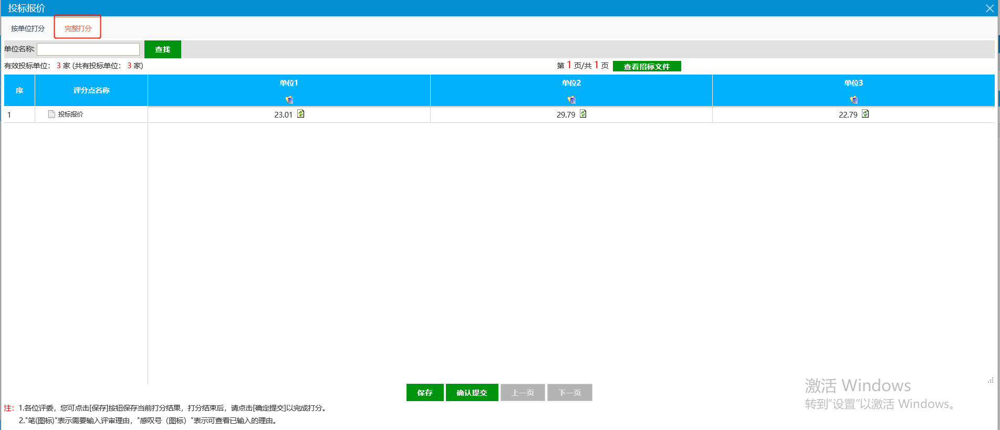 投标报价
按单位打分 完整打分
单位名称: 查找
有效投标单位： 3 家 (共有投标单位： 3 家) 第 1 页/共 1 页 查看招标文件
序 评分点名称 单位1 单位2 单位3
1 投标报价 23.01 29.79 22.79
保存 确认提交 上一页 下一页
注： 1.各位评委，您可点击[保存]按钮保存当前打分结果，打分结束后，请点击[确定提交]以完成打分。
2."笔(图标)"表示需要输入评审理由，"感叹号（图标）"表示可查看已输入的理由。
激活 Windows
转到“设置”以激活 Windows。